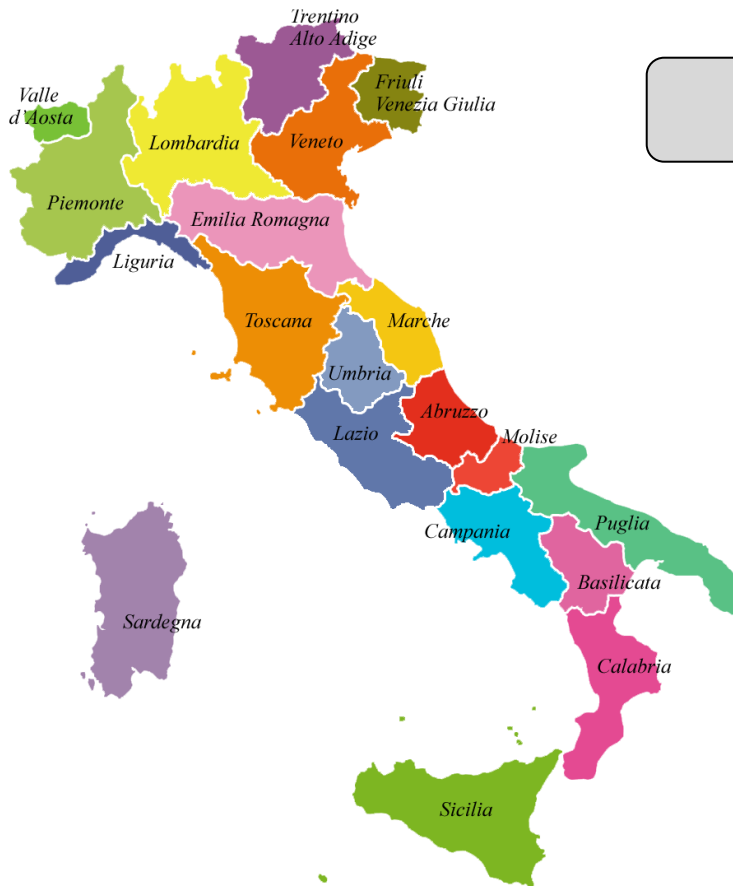 Trentino
Alto Adige
Valle
d'Aosta
Friuli
Venezia Giulia
Lombardia
Veneto
Piemonte
Emilia Romagna
Liguria
Toscana
Marche
Umbria
Abruzzo
Lazio
Molise
Campania
Puglia
Basilicata
Sardegna
Calabria
Sicilia